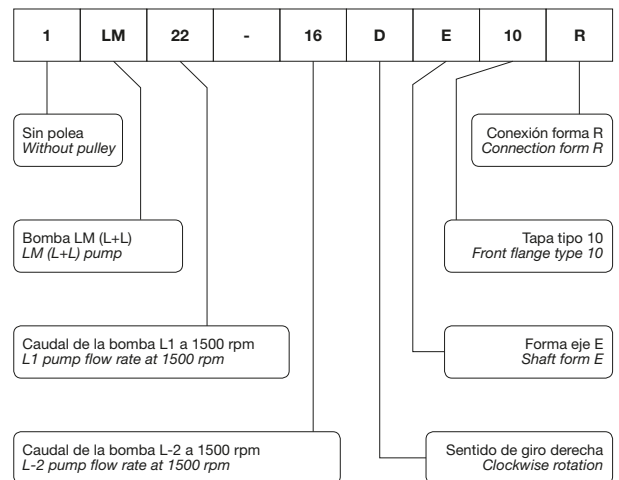 1 LM 22 - 16 D E 10 R
Sin polea
Without pulley
Conexión forma R
Connection form R
Bomba LM (L+L)
LM (L+L) pump
Tapa tipo 10
Front flange type 10
Caudal de la bomba L1 a 1500 rpm
L1 pump flow rate at 1500 rpm
Forma eje E
Shaft form E
Caudal de la bomba L-2 a 1500 rpm
L-2 pump flow rate at 1500 rpm
Sentido de giro derecha
Clockwise rotation